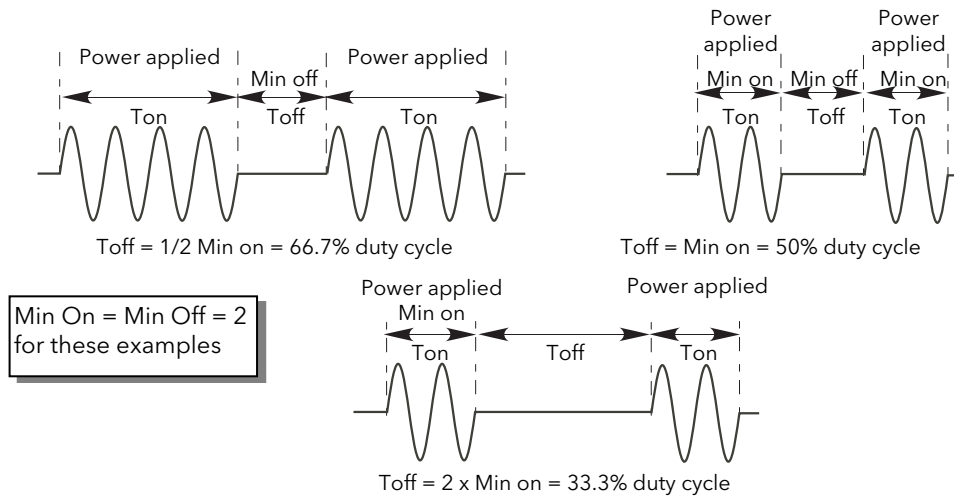 Power applied
Min off
Power applied
Ton
Toff
Ton
Toff = 1/2 Min on = 66.7% duty cycle
Power
applied
Power
applied
Min on
Min off
Min on
Ton
Toff
Ton
Toff = Min on = 50% duty cycle
Min On = Min Off = 2
for these examples
Power applied
Min on
Power applied
Ton
Toff
Ton
Toff = 2 x Min on = 33.3% duty cycle